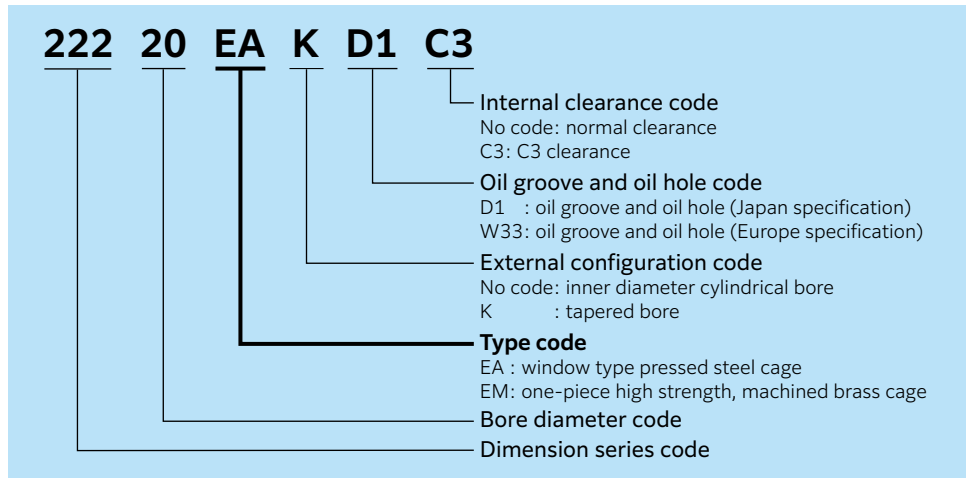 222 20 EA K D1 C3
Internal clearance code
No code: normal clearance
C3: C3 clearance
Oil groove and oil hole code
D1 : oil groove and oil hole (Japan specification)
W33: oil groove and oil hole (Europe specification)
External configuration code
No code: inner diameter cylindrical bore
K : tapered bore
Type code
EA : window type pressed steel cage
EM: one-piece high strength, machined brass cage
Bore diameter code
Dimension series code